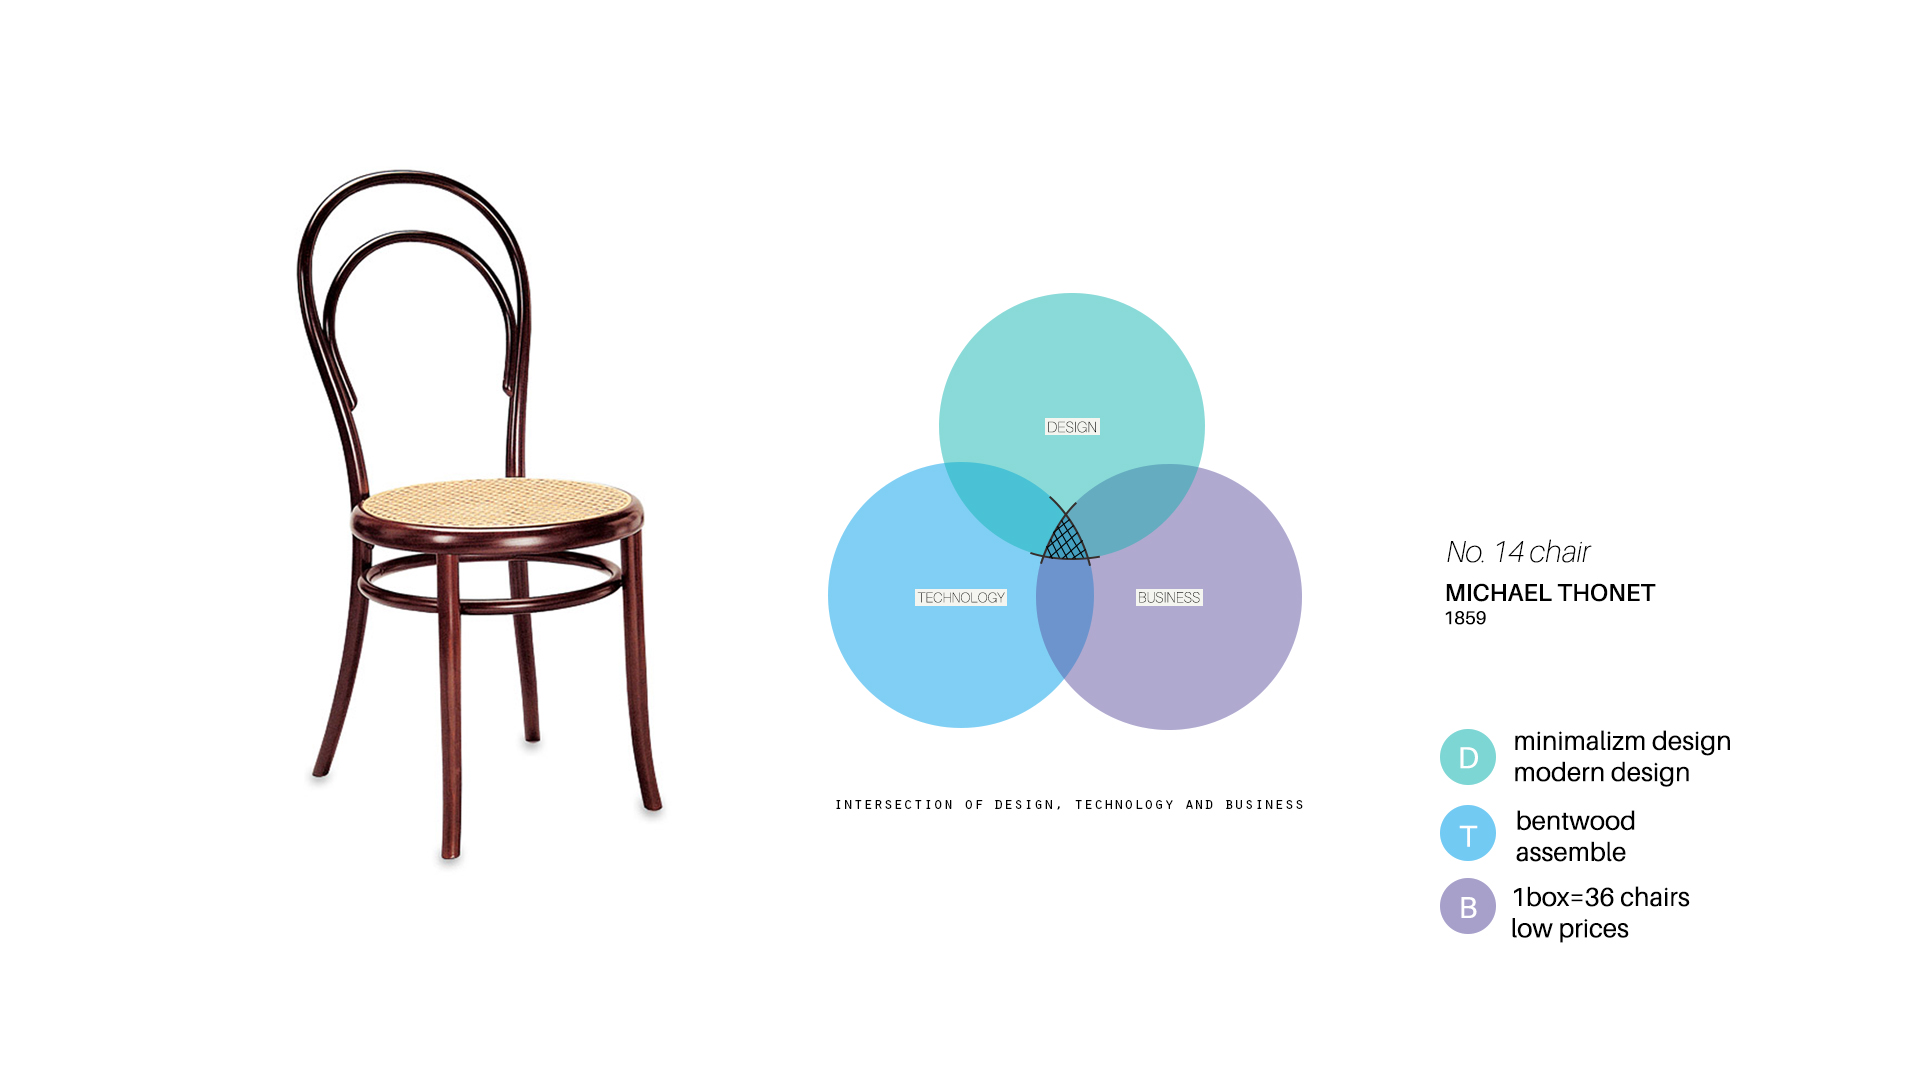 DESIGN
TECHNOLOGY
BUSINESS
INTERSECTION OF DESIGN, TECHNOLOGY AND BUSINESS
No. 14 chair
MICHAEL THONET
1859
D
minimalizm design
modern design
T
bentwood
assemble
B
1box=36 chairs
low prices